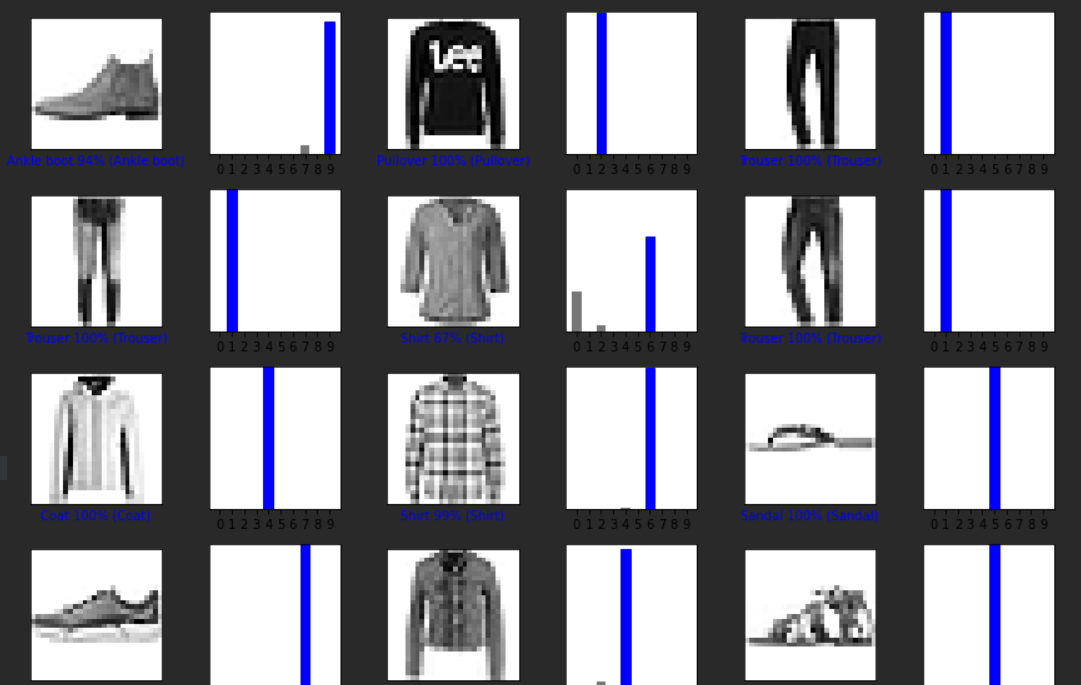 Lee
Ankle boot 94% (Ankle boot)
0 1 2 3 4 5 6 7 8 9
Pullover 100% (Pullover)
0 1 2 3 4 5 6 7 8 9
Trouser 100% (Trouser)
0 1 2 3 4 5 6 7 8 9
Trouser 100% (Trouser)
0 1 2 3 4 5 6 7 8 9
Shirt 67% (Shirt)
0 1 2 3 4 5 6 7 8 9
Trouser 100% (Trouser)
0 1 2 3 4 5 6 7 8 9
Coat 100% (Coat)
0 1 2 3 4 5 6 7 8 9
Shirt 99% (Shirt)
0 1 2 3 4 5 6 7 8 9
Sandal 100% (Sandal)
0 1 2 3 4 5 6 7 8 9